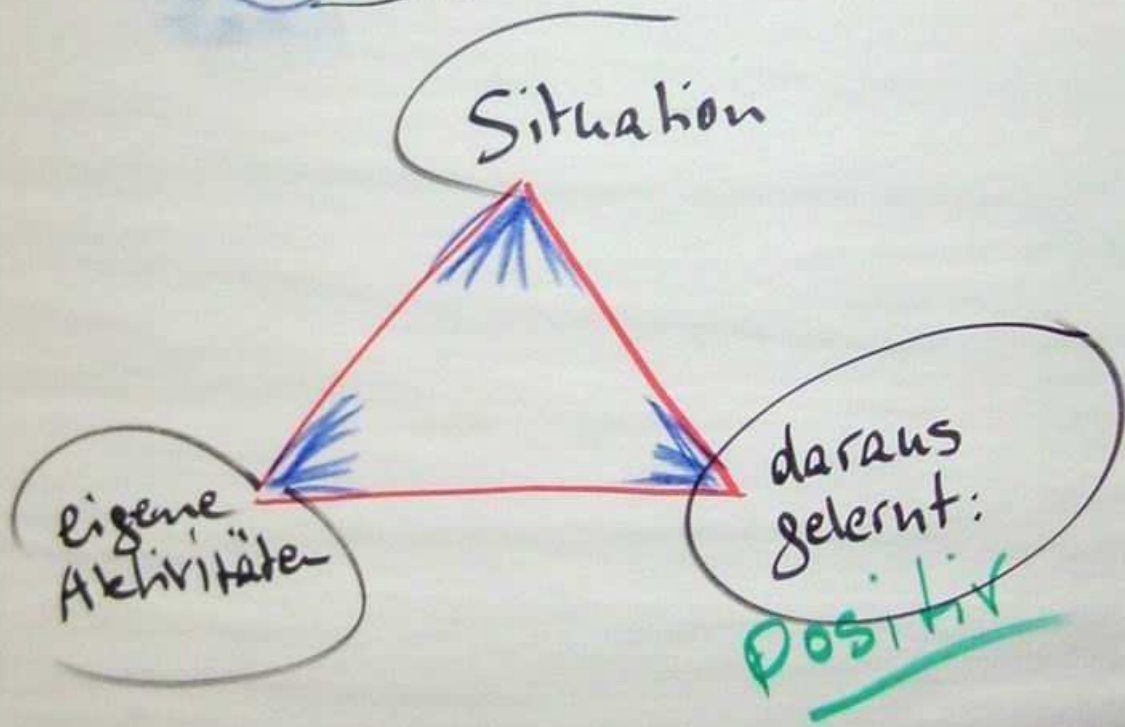 Situation
eigene
Aktivitäten
daraus
gelernt:
positiv